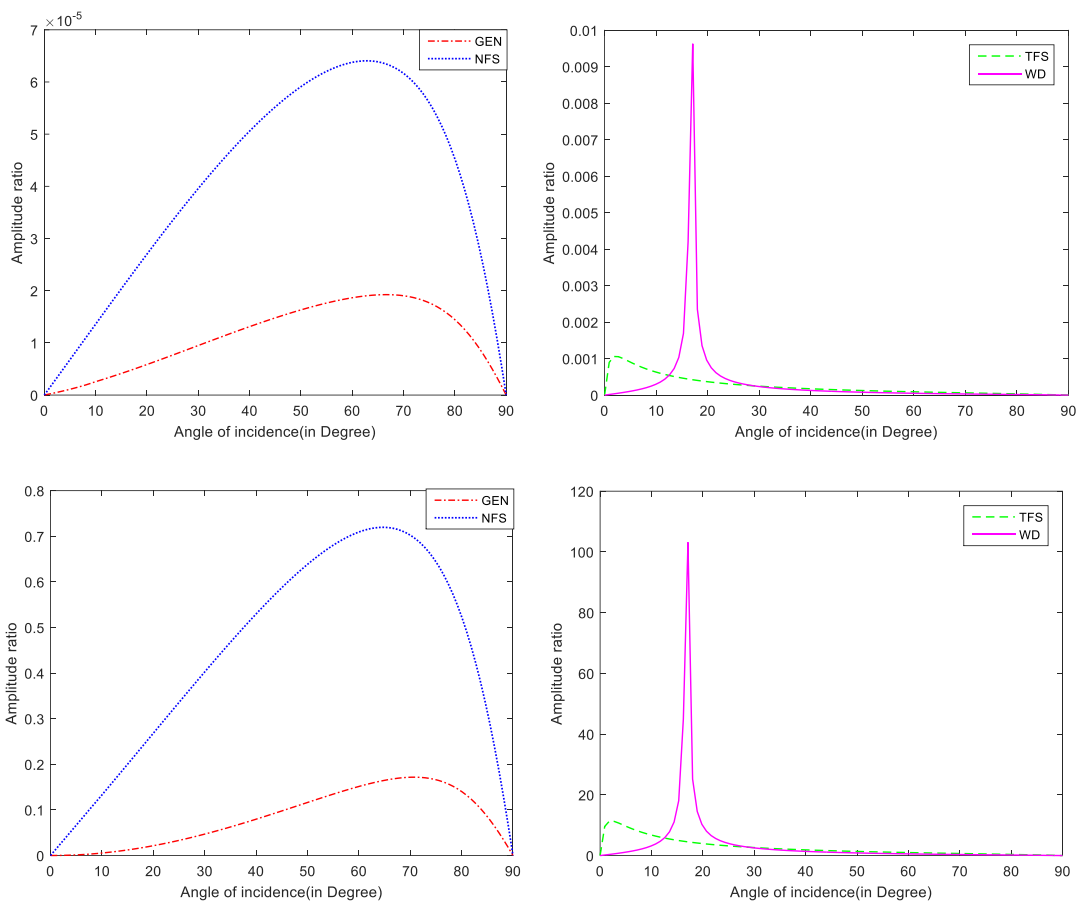 ×10-5
7
6
5
4
3
2
1
0
0 10 20 30 40 50 60 70 80 90
Amplitude ratio
Angle of incidence(in Degree)
GEN
NFS
0.01
0.009
0.008
0.007
0.006
0.005
0.004
0.003
0.002
0.001
0
0 10 20 30 40 50 60 70 80 90
Amplitude ratio
Angle of incidence(in Degree)
TFS
WD
0.8
0.7
0.6
0.5
0.4
0.3
0.2
0.1
0
0 10 20 30 40 50 60 70 80 90
Amplitude ratio
Angle of incidence(in Degree)
GEN
NFS
120
100
80
60
40
20
0
0 10 20 30 40 50 60 70 80 90
Amplitude ratio
Angle of incidence(in Degree)
TFS
WD